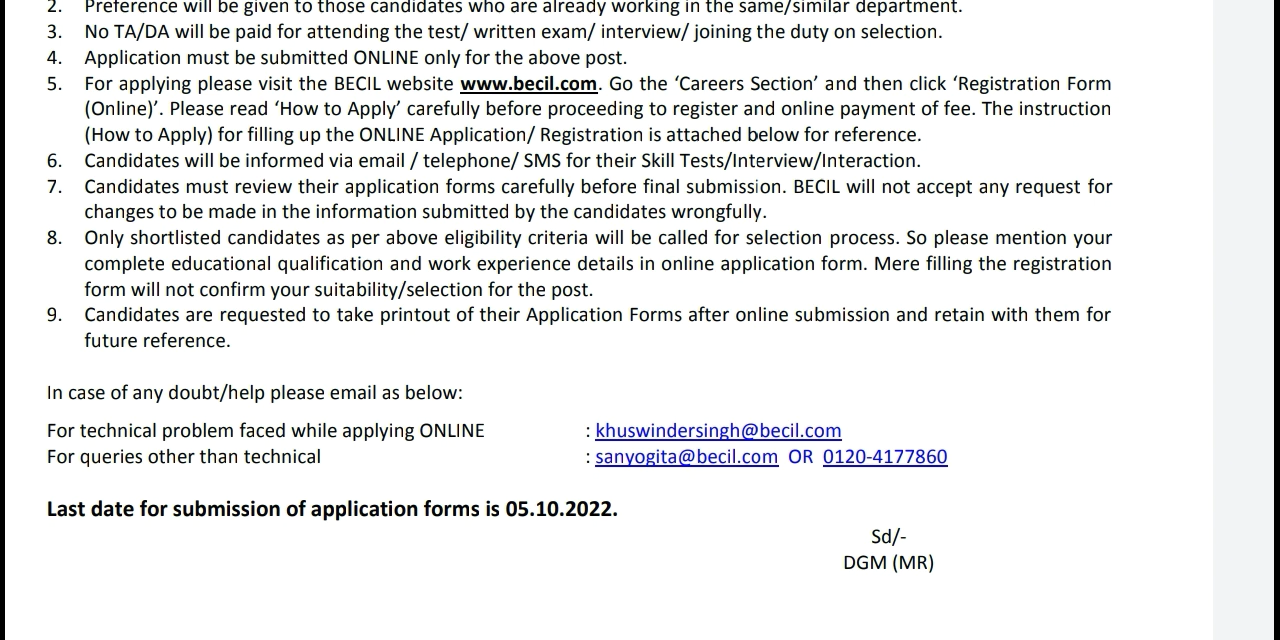 2. Preference will be given to those candidates who are already working in the same/similar department.
3. No TA/DA will be paid for attending the test/ written exam/ interview/ joining the duty on selection.
4. Application must be submitted ONLINE only for the above post.
5. For applying please visit the BECIL website www.becil.com. Go the ‘Careers Section’ and then click ‘Registration Form
(Online)’. Please read ‘How to Apply’ carefully before proceeding to register and online payment of fee. The instruction
(How to Apply) for filling up the ONLINE Application/ Registration is attached below for reference.
6. Candidates will be informed via email / telephone/ SMS for their Skill Tests/Interview/Interaction.
7. Candidates must review their application forms carefully before final submission. BECIL will not accept any request for
changes to be made in the information submitted by the candidates wrongfully.
8. Only shortlisted candidates as per above eligibility criteria will be called for selection process. So please mention your
complete educational qualification and work experience details in online application form. Mere filling the registration
form will not confirm your suitability/selection for the post.
9. Candidates are requested to take printout of their Application Forms after online submission and retain with them for
future reference.
In case of any doubt/help please email as below:
For technical problem faced while applying ONLINE : khuswindersingh@becil.com
For queries other than technical : sanyogita@becil.com OR 0120-4177860
Last date for submission of application forms is 05.10.2022.
Sd/-
DGM (MR)